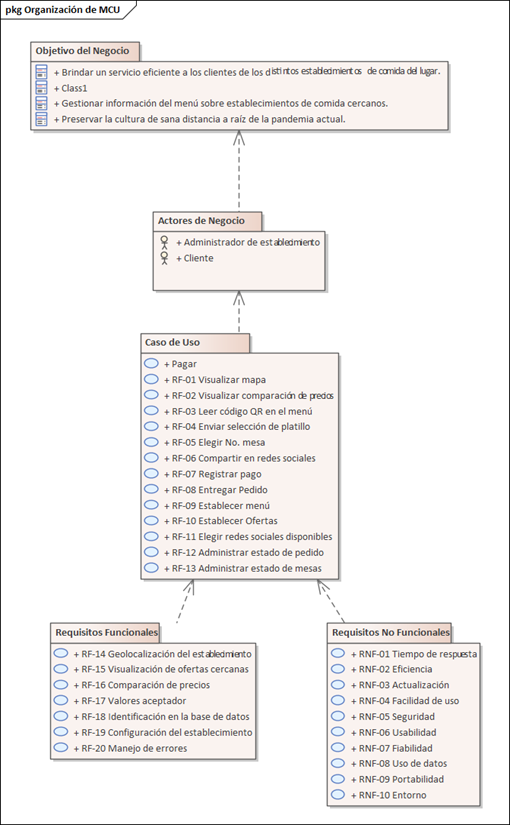 pkg Organización de MCU
Objetivo del Negocio
+ Brindar un servicio eficiente a los clientes de los distintos establecimientos de comida del lugar.
+ Class1
+ Gestionar información del menú sobre establecimientos de comida cercanos.
+ Preservar la cultura de sana distancia a raíz de la pandemia actual.
Actores de Negocio
+ Administrador de establecimiento
+ Cliente
Caso de Uso
+ Pagar
+ RF-01 Visualizar mapa
+ RF-02 Visualizar comparación de precios
+ RF-03 Leer código QR en el menú
+ RF-04 Enviar selección de platillo
+ RF-05 Elegir No. mesa
+ RF-06 Compartir en redes sociales
+ RF-07 Registrar pago
+ RF-08 Entregar Pedido
+ RF-09 Establecer menú
+ RF-10 Establecer Ofertas
+ RF-11 Elegir redes sociales disponibles
+ RF-12 Administrar estado de pedido
+ RF-13 Administrar estado de mesas
Requisitos Funcionales
+ RF-14 Geolocalización del establecimiento
+ RF-15 Visualización de ofertas cercanas
+ RF-16 Comparación de precios
+ RF-17 Valores aceptador
+ RF-18 Identificación en la base de datos
+ RF-19 Configuración del establecimiento
+ RF-20 Manejo de errores
Requisitos No Funcionales
+ RNF-01 Tiempo de respuesta
+ RNF-02 Eficiencia
+ RNF-03 Actualización
+ RNF-04 Facilidad de uso
+ RNF-05 Seguridad
+ RNF-06 Usabilidad
+ RNF-07 Fiabilidad
+ RNF-08 Uso de datos
+ RNF-09 Portabilidad
+ RNF-10 Entorno